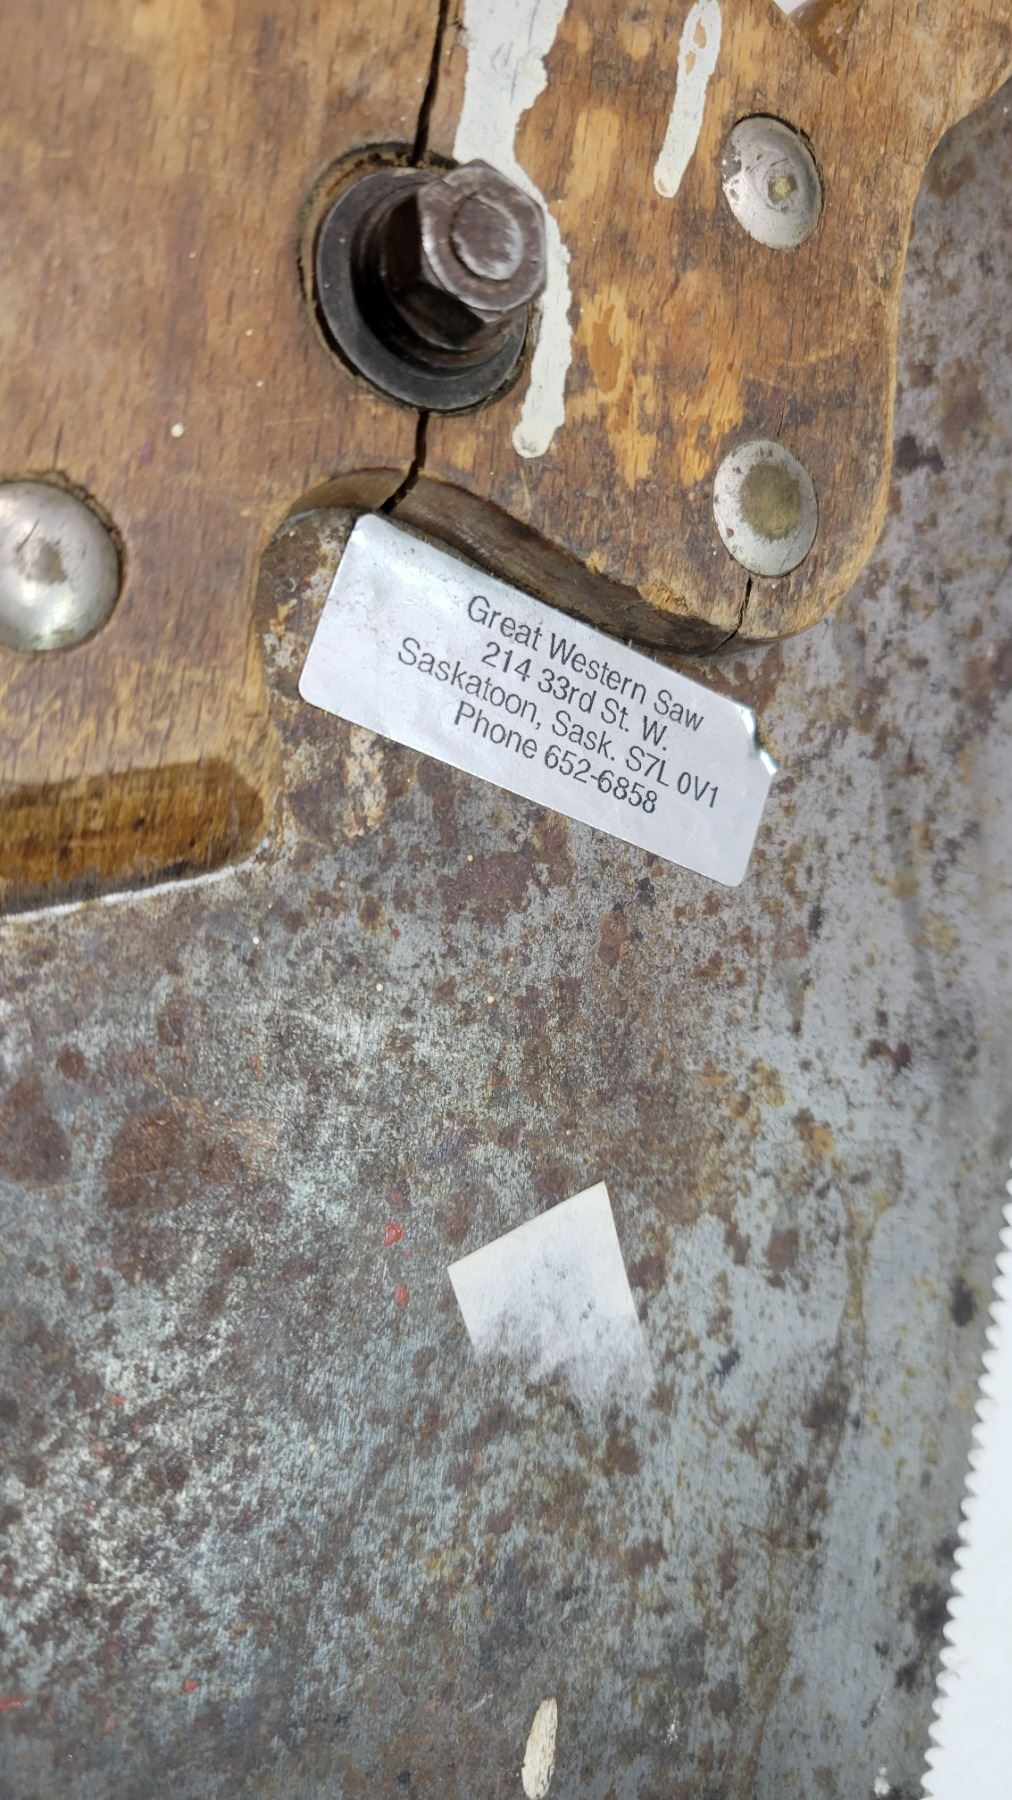 Great Western Saw
214 33rd St. W.
Saskatoon, Sask. S7L 0V1
Phone 652-6858